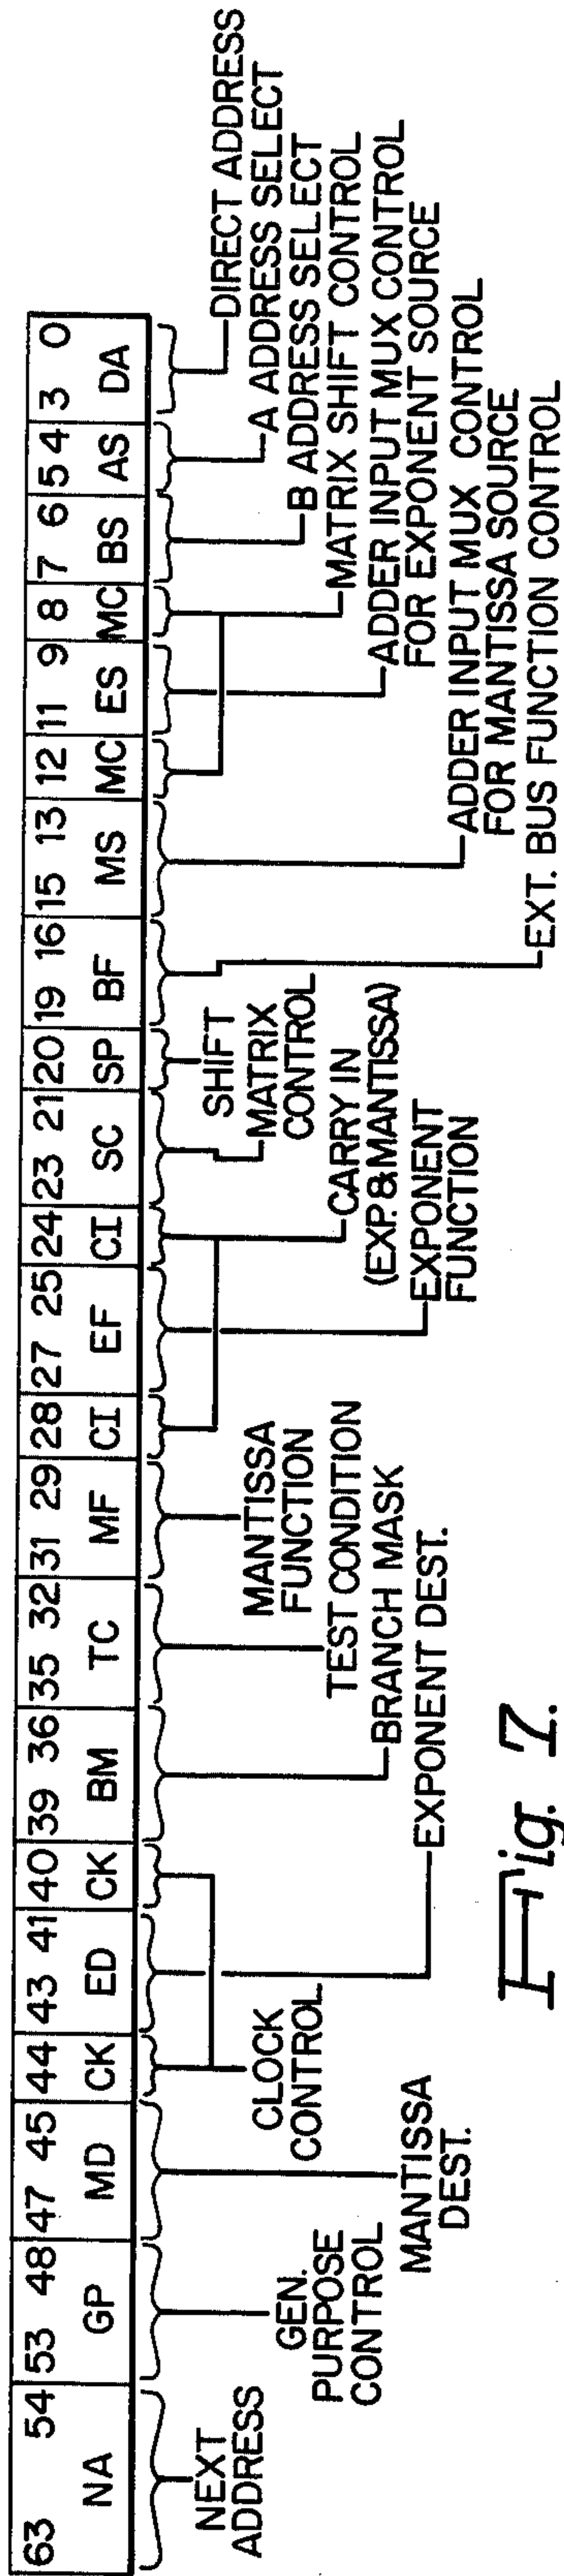 63 54 53 48 47 45 44 43 41 40 39 36 35 32 31 29 28 27 25 24 23 21 20 19 16 15 13 12 11 9 8 7 6 5 4 3 0
NA GP MD CK ED CK BM TC MF CI EF CI SC SP BF MS MC ES MC BS AS DA
NEXT
ADDRESS
GEN.
PURPOSE
CONTROL
MANTISSA
DEST.
CLOCK
CONTROL
EXPONENT DEST.
BRANCH MASK
TEST CONDITION
MANTISSA
FUNCTION
EXPONENT
FUNCTION
CARRY IN
(EXP. & MANTISSA)
SHIFT
MATRIX
CONTROL
EXT. BUS FUNCTION CONTROL
ADDER INPUT MUX CONTROL
FOR MANTISSA SOURCE
ADDER INPUT MUX CONTROL
FOR EXPONENT SOURCE
MATRIX SHIFT CONTROL
B ADDRESS SELECT
A ADDRESS SELECT
DIRECT ADDRESS
Fig. 7.